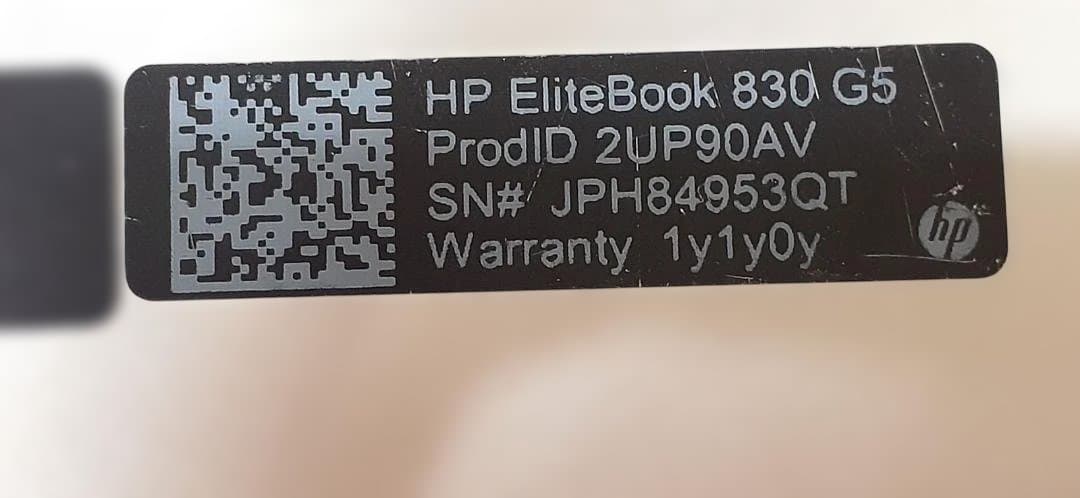 HP EliteBook 830 G5
ProdID 2UP90AV
SN# JPH84953QT
Warranty 1y1y0y
hp